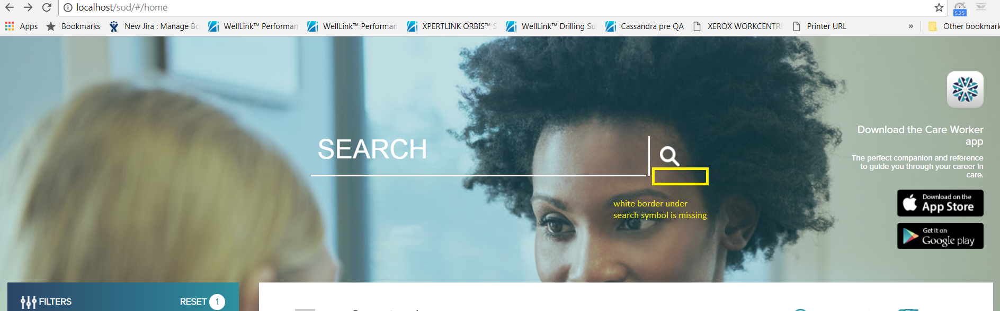 localhost/sod/#/home
5.25
Apps Bookmarks New Jira : Manage Bo WellLink™ Performan WellLink™ Performan XPERTLINK ORBIS™ S WellLink™ Drilling Su Cassandra pre QA XEROX WORKCENTRE Printer URL » Other bookmark
SEARCH
white border under
search symbol is missing
Download the Care Worker
app
The perfect companion and reference
to guide you through your career in
care.
Download on the
App Store
Get it on
Google play
FILTERS RESET 1